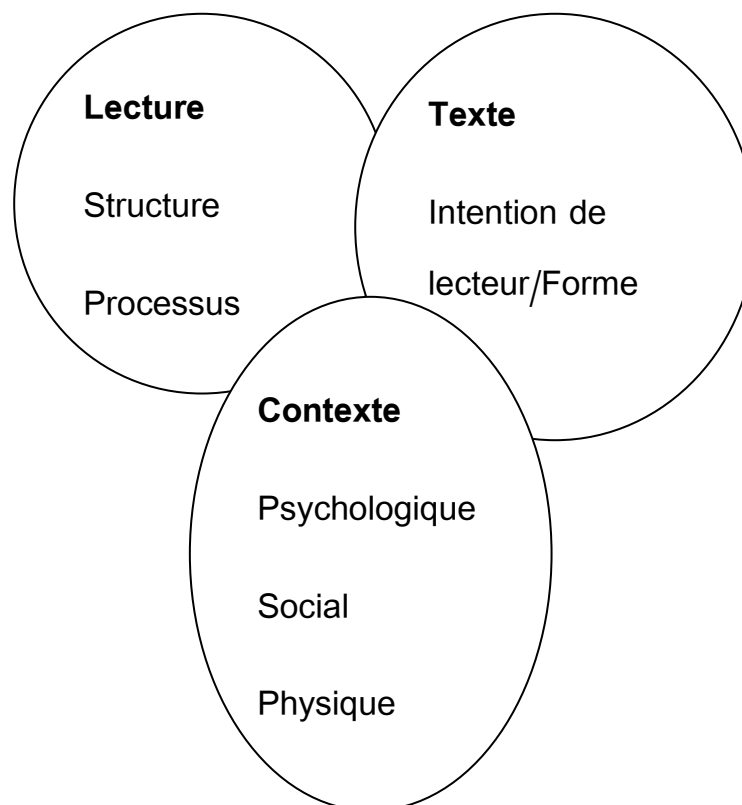 Lecture
Structure
Processus
Texte
Intention de
lecteur/Forme
Contexte
Psychologique
Social
Physique